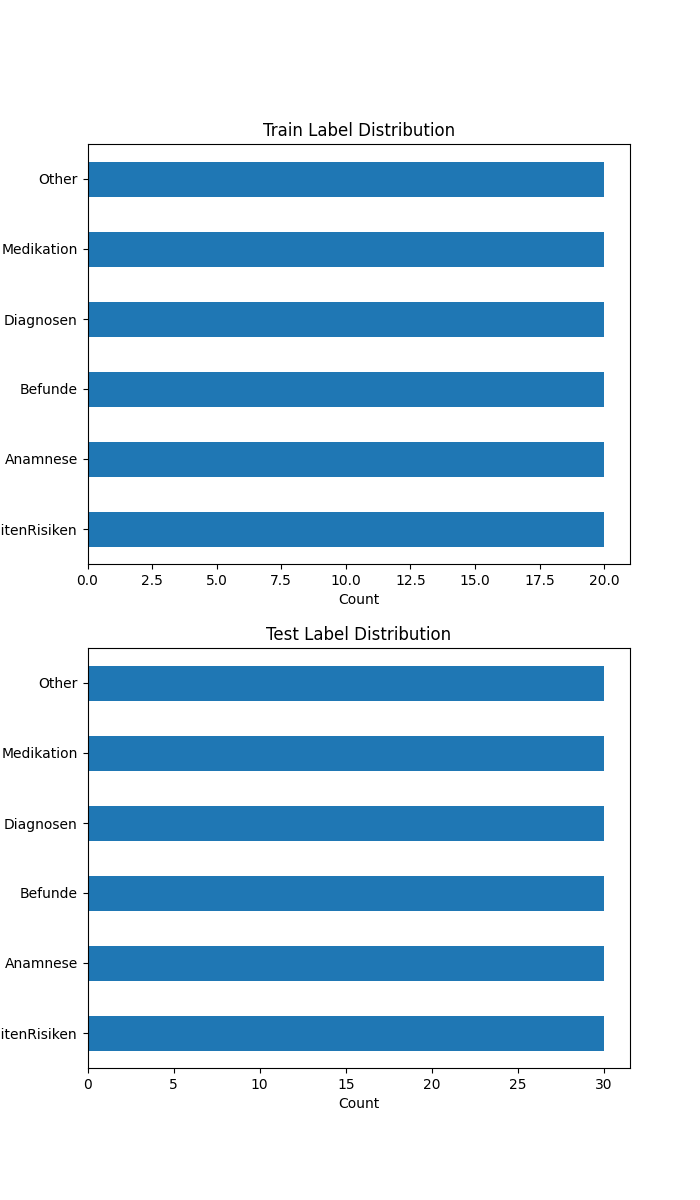 Train Label Distribution
Other
Medikation
Diagnosen
Befunde
Anamnese
itenRisiken
0.0 2.5 5.0 7.5 10.0 12.5 15.0 17.5 20.0
Count
Test Label Distribution
Other
Medikation
Diagnosen
Befunde
Anamnese
itenRisiken
0 5 10 15 20 25 30
Count